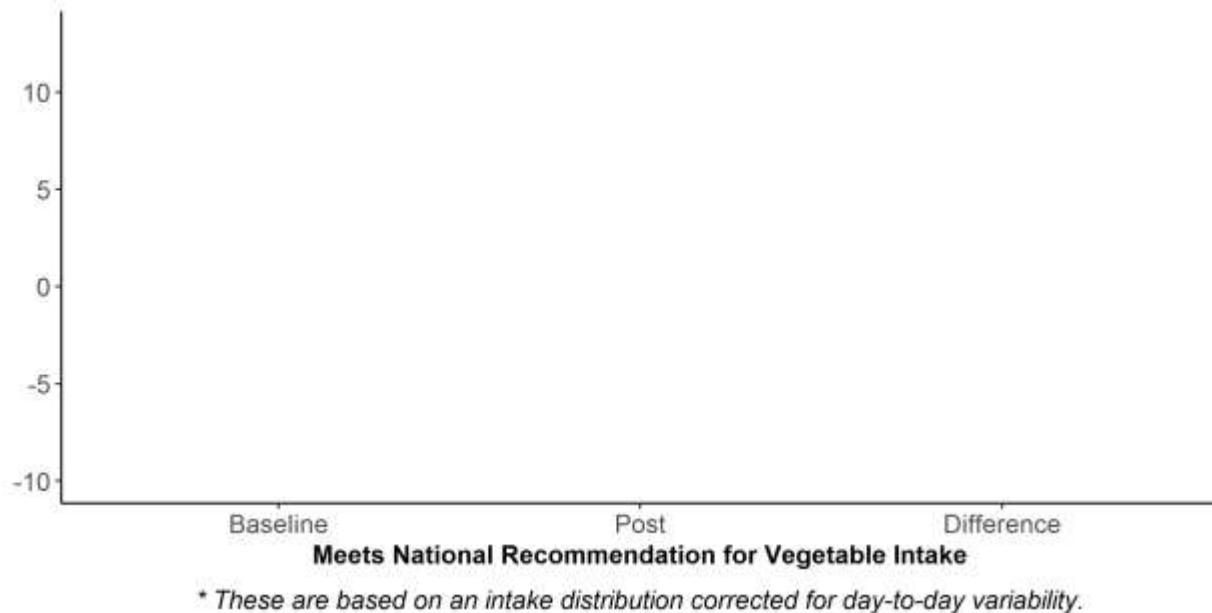 10
5
0
-5
-10
Baseline Post Difference
Meets National Recommendation for Vegetable Intake
* These are based on an intake distribution corrected for day-to-day variability.